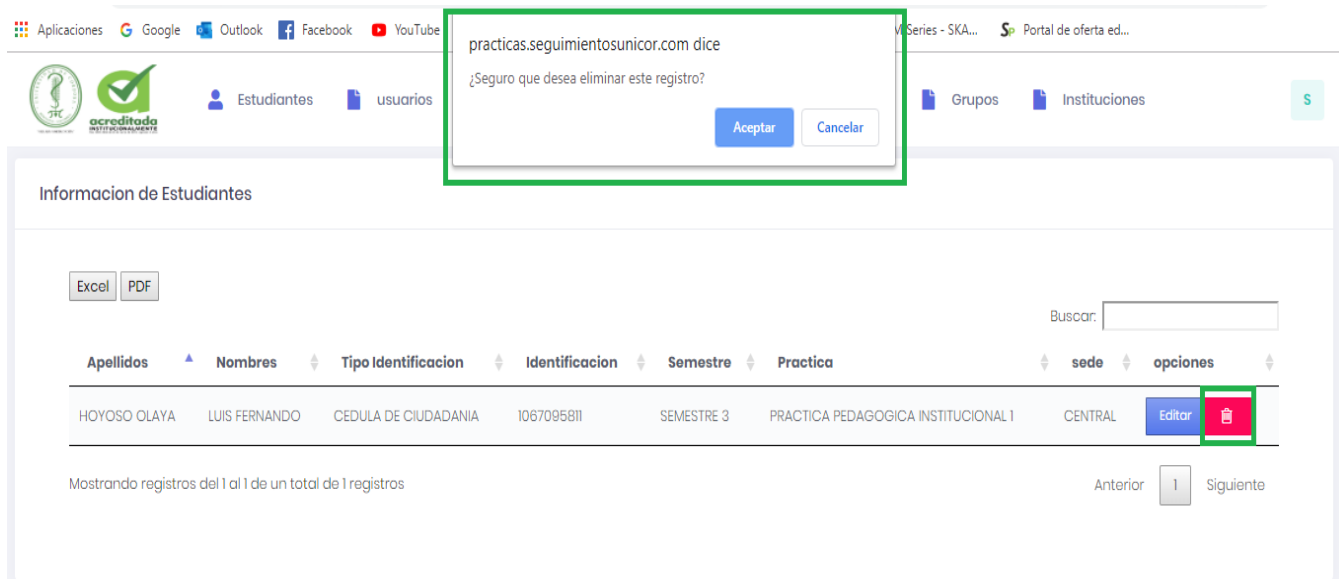 Aplicaciones Google Outlook Facebook YouTube Series - SKA... Portal de oferta ed...
practicas.seguimientosunicor.com dice
¿Seguro que desea eliminar este registro?
Aceptar Cancelar
acreditada
INSTITUCIONALMENTE
Estudiantes usuarios Grupos Instituciones S
Informacion de Estudiantes
Excel PDF
Buscar:
Apellidos Nombres Tipo Identificacion Identificacion Semestre Practica sede opciones
HOYOSO OLAYA LUIS FERNANDO CEDULA DE CIUDADANIA 1067095811 SEMESTRE 3 PRACTICA PEDAGOGICA INSTITUCIONAL 1 CENTRAL Editar
Mostrando registros del 1 al 1 de un total de 1 registros
Anterior 1 Siguiente